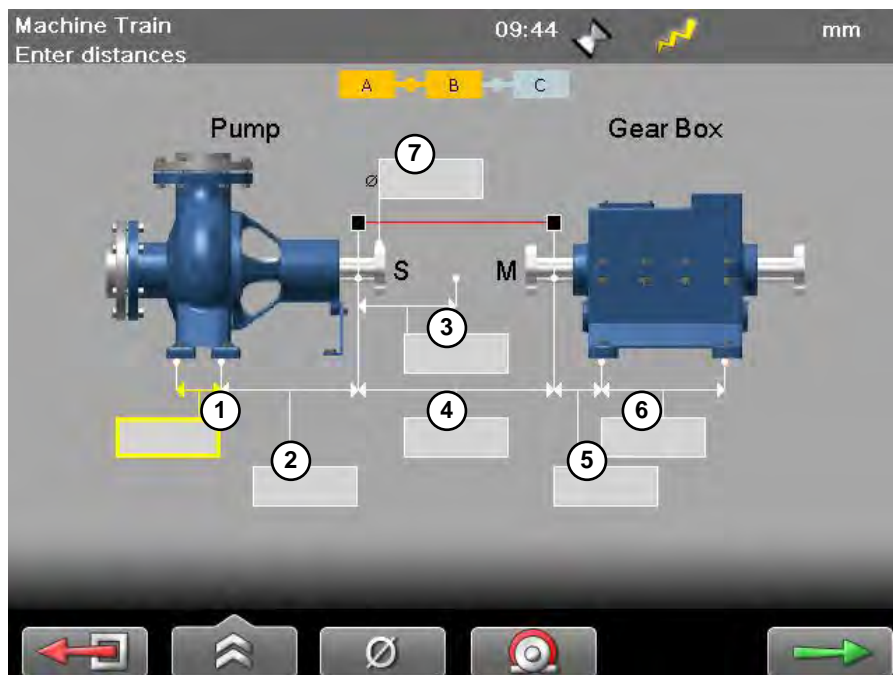 Machine Train
09:44
mm
Enter distances
A
B
C
Pump
Gear Box
7
Ø
S
M
3
1
4
6
2
5
Ø